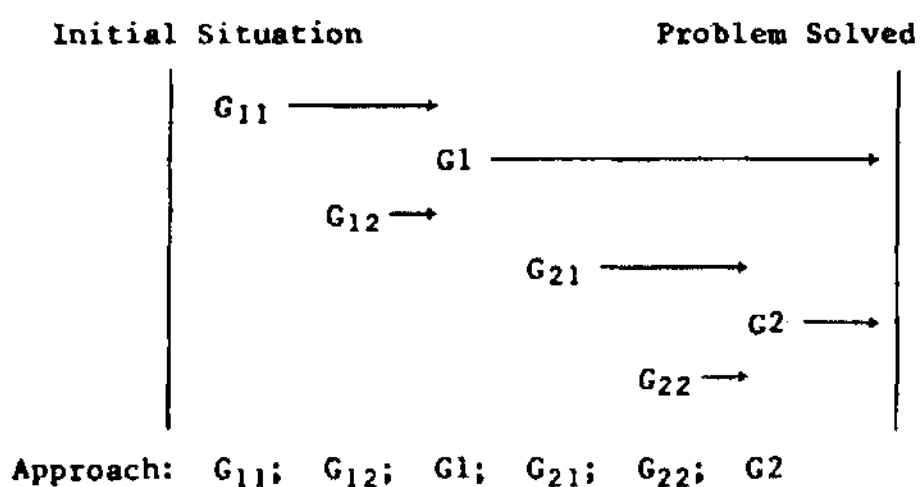 Initial Situation Problem Solved
G11
G1
G12
G21
G2
G22
Approach: G11; G12; G1; G21; G22; G2